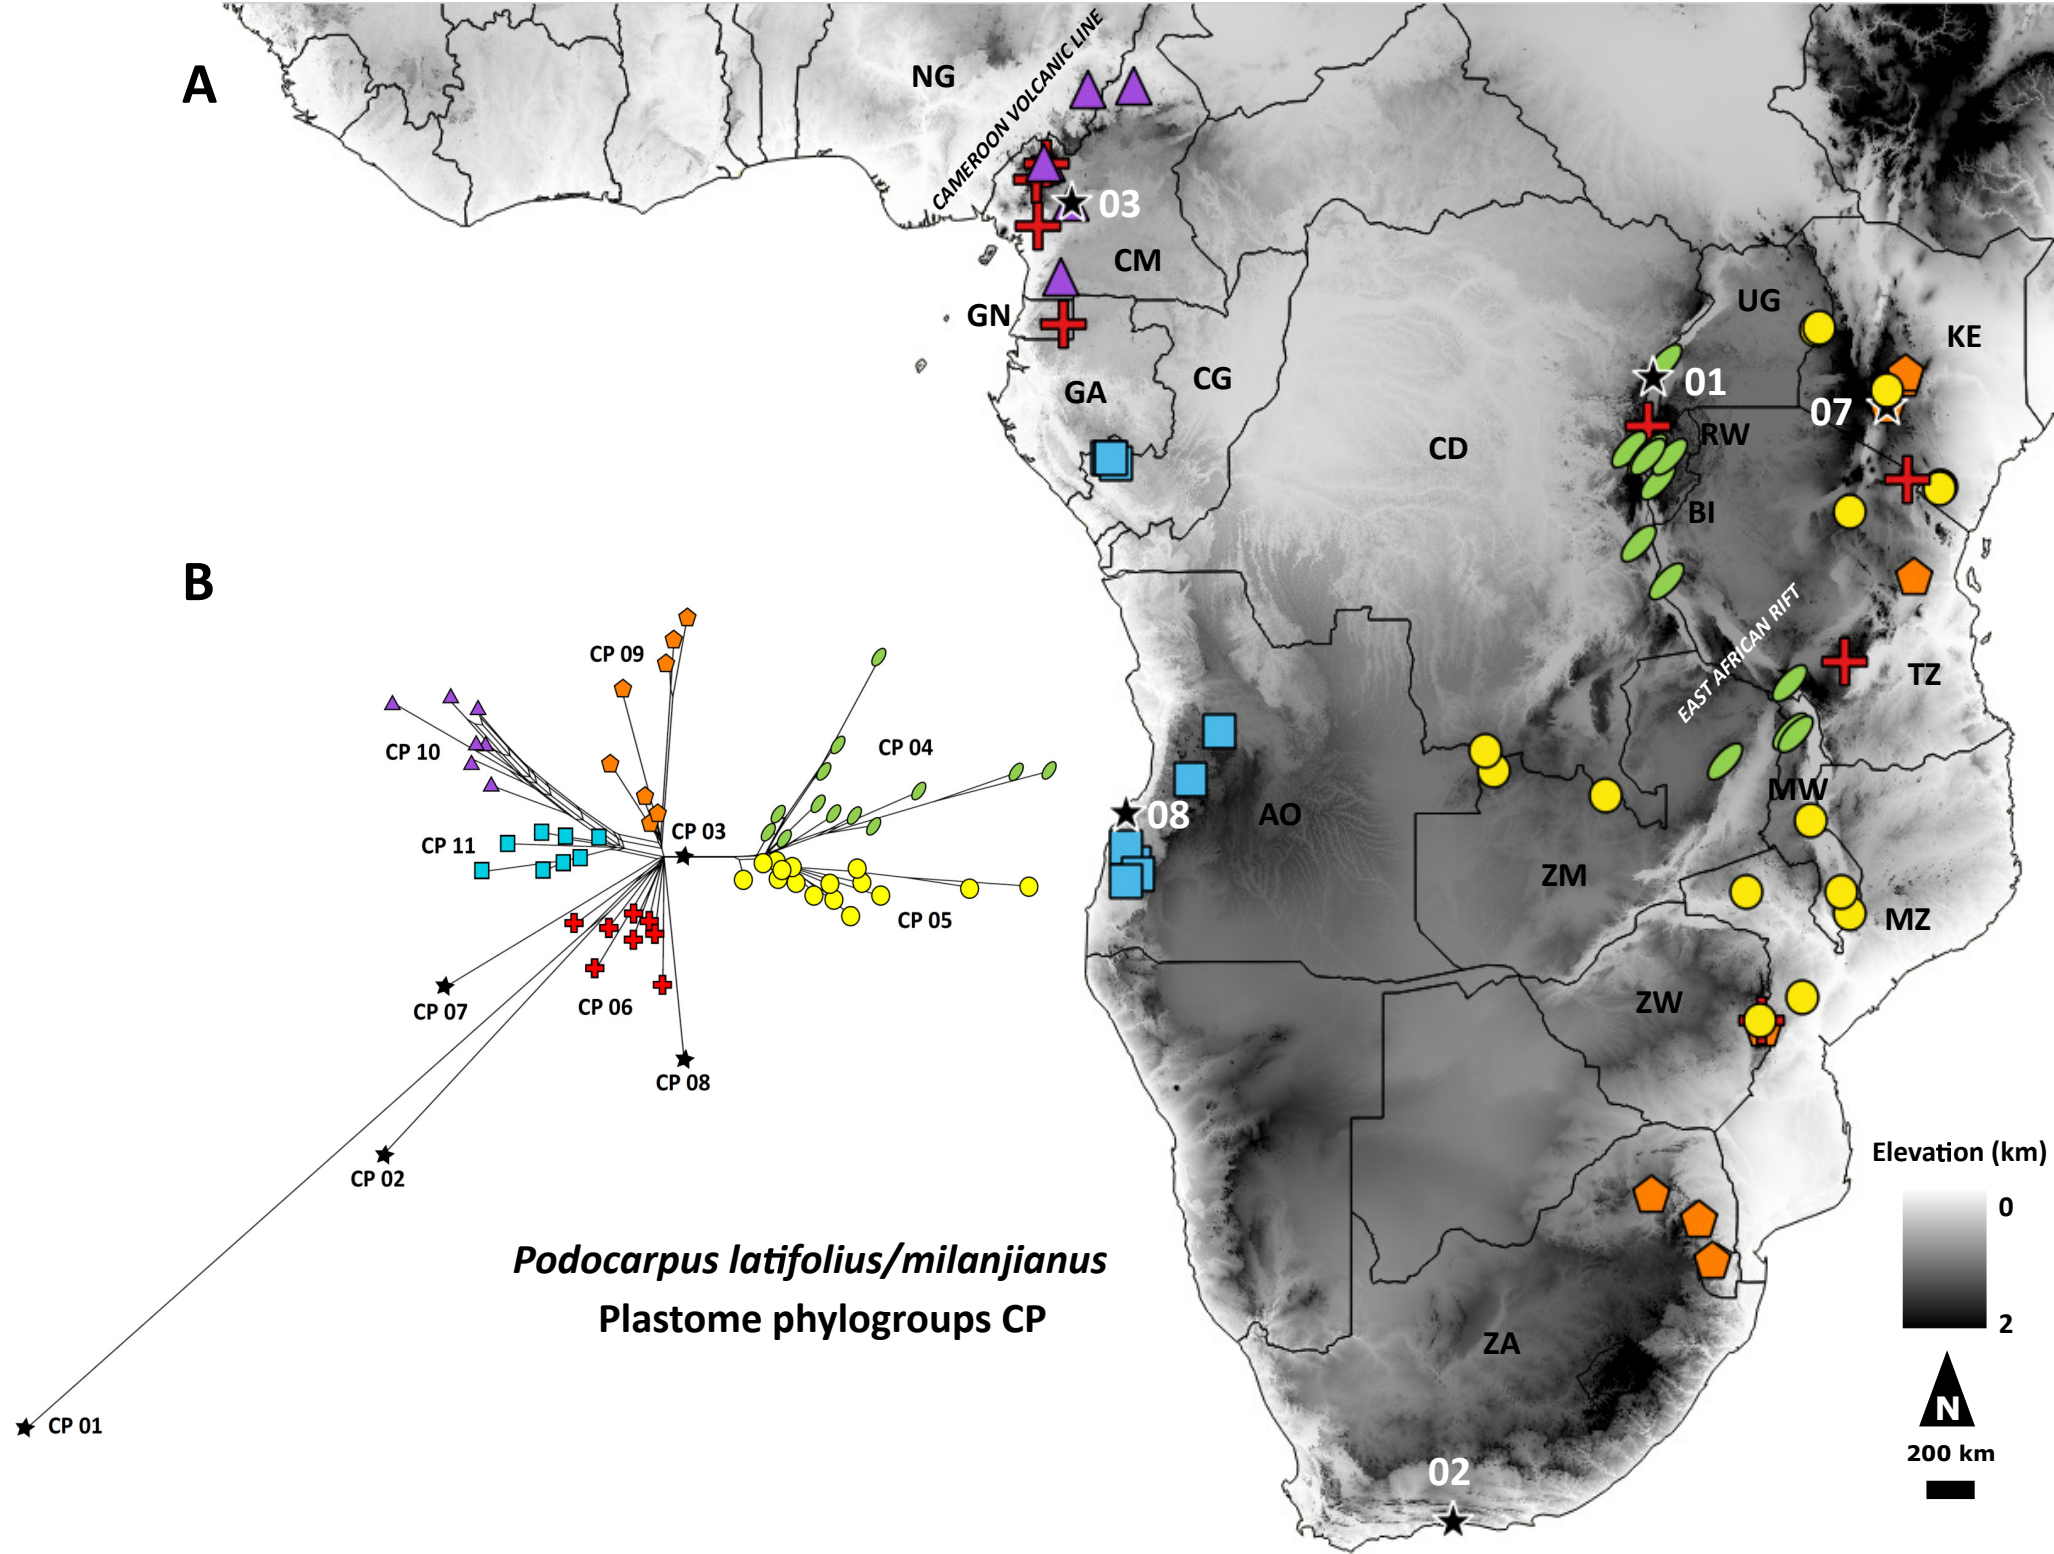 A
NG
CAMEROON VOLCANIC LINE
03
CM
GN
UG
KE
GA
CG
01
07
CD
RW
BI
B
EAST AFRICAN RIFT
TZ
CP 09
CP 10
CP 04
CP 03
CP 11
CP 05
08
AO
MW
ZM
MZ
CP 07
CP 06
ZW
CP 08
CP 02
Elevation (km)
0
2
Podocarpus latifolius/milanjianus
Plastome phylogroups CP
ZA
CP 01
N
200 km
02